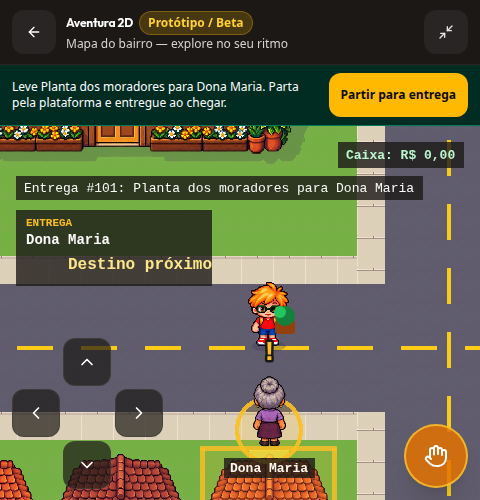 Aventura 2D
Protótipo / Beta
Mapa do bairro — explore no seu ritmo
Leve Planta dos moradores para Dona Maria. Parta
pela plataforma e entregue ao chegar.
Partir para entrega
Caixa: R$ 0,00
Entrega #101: Planta dos moradores para Dona Maria
ENTREGA
Dona Maria
Destino próximo
Dona Maria